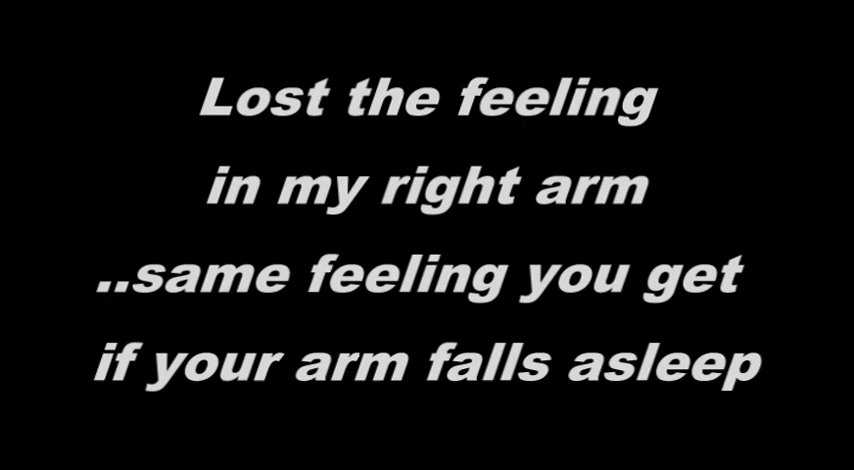 Lost the feeling
in my right arm
..same feeling you get
if your arm falls asleep